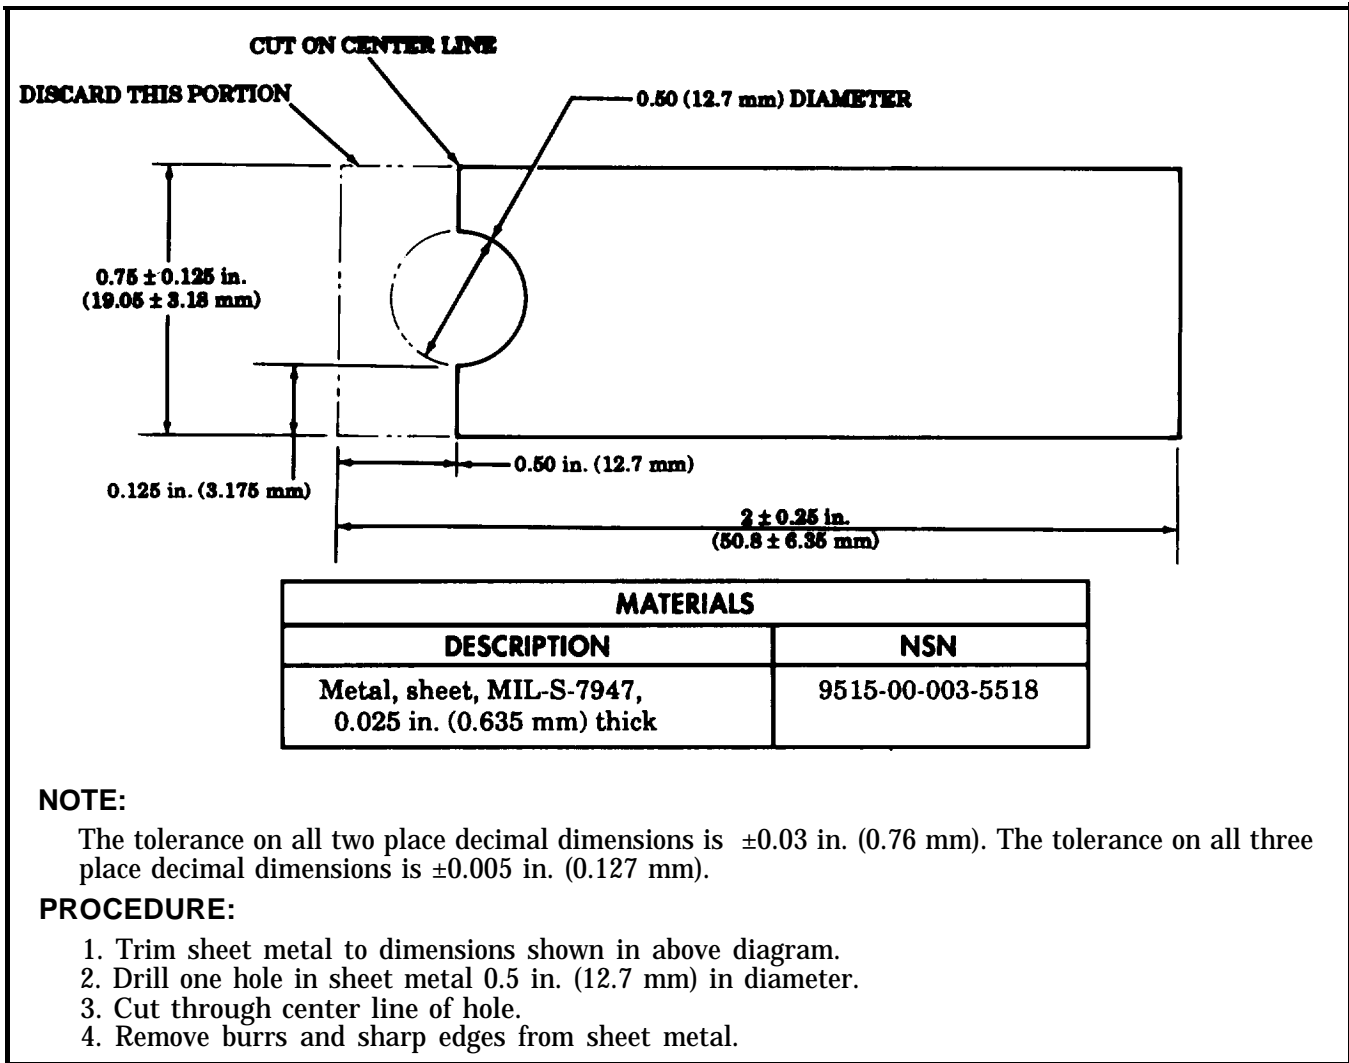 CUT ON CENTER LINE
DISCARD THIS PORTION
0.50 (12.7 mm) DIAMETER
0.75 ± 0.125 in.
(19.05 ± 3.18 mm)
0.50 in. (12.7 mm)
0.125 in. (3.175 mm)
2 ± 0.25 in.
(50.8 ± 6.35 mm)
MATERIALS
DESCRIPTION NSN
Metal, sheet, MIL-S-7947, 9515-00-003-5518
0.025 in. (0.635 mm) thick
NOTE:
The tolerance on all two place decimal dimensions is ±0.03 in. (0.76 mm). The tolerance on all three
place decimal dimensions is ±0.005 in. (0.127 mm).
PROCEDURE:
1. Trim sheet metal to dimensions shown in above diagram.
2. Drill one hole in sheet metal 0.5 in. (12.7 mm) in diameter.
3. Cut through center line of hole.
4. Remove burrs and sharp edges from sheet metal.